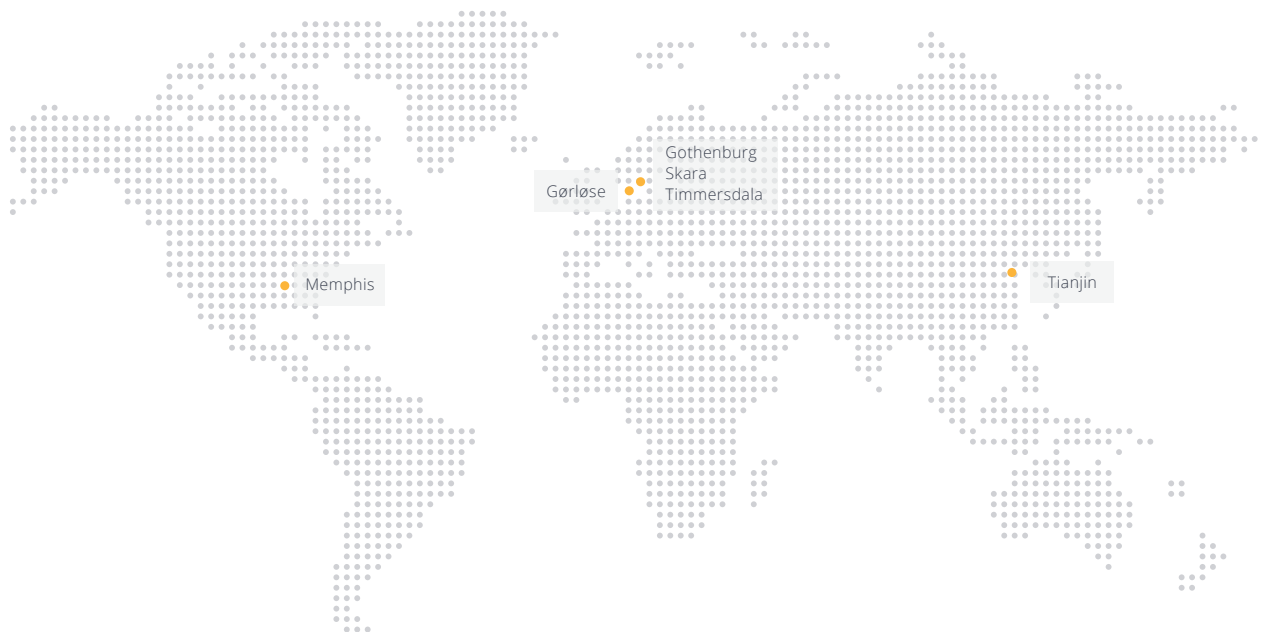 Gothenburg
Skara
Timmersdala
Gørløse
Memphis
Tianjin